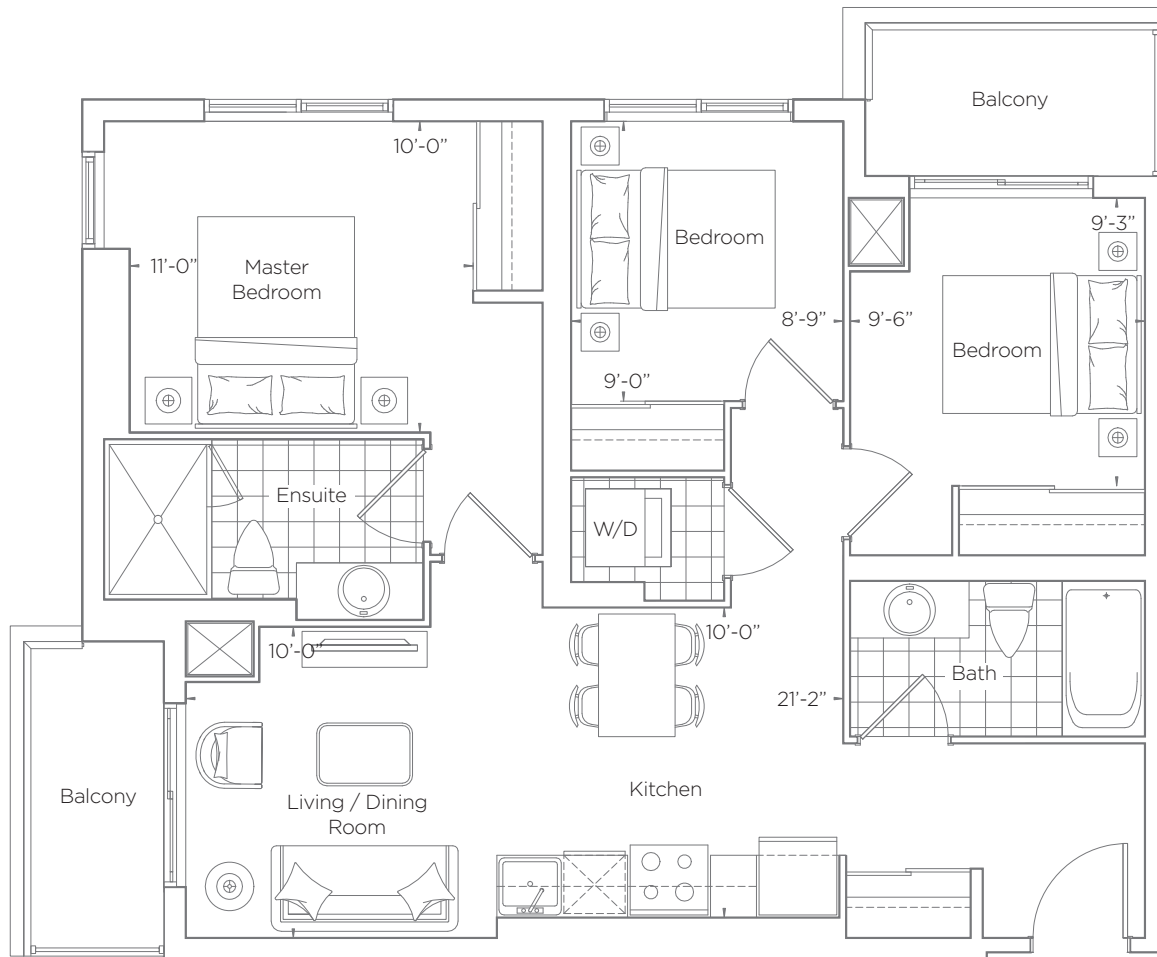 Balcony
10'-0"
9'-3"
Bedroom
11'-0"
Master
Bedroom
8'-9"
9'-6"
Bedroom
9'-0"
Ensuite
W/D
10'-0"
10'-0"
Bath
21'-2"
Balcony
Kitchen
Living / Dining
Room